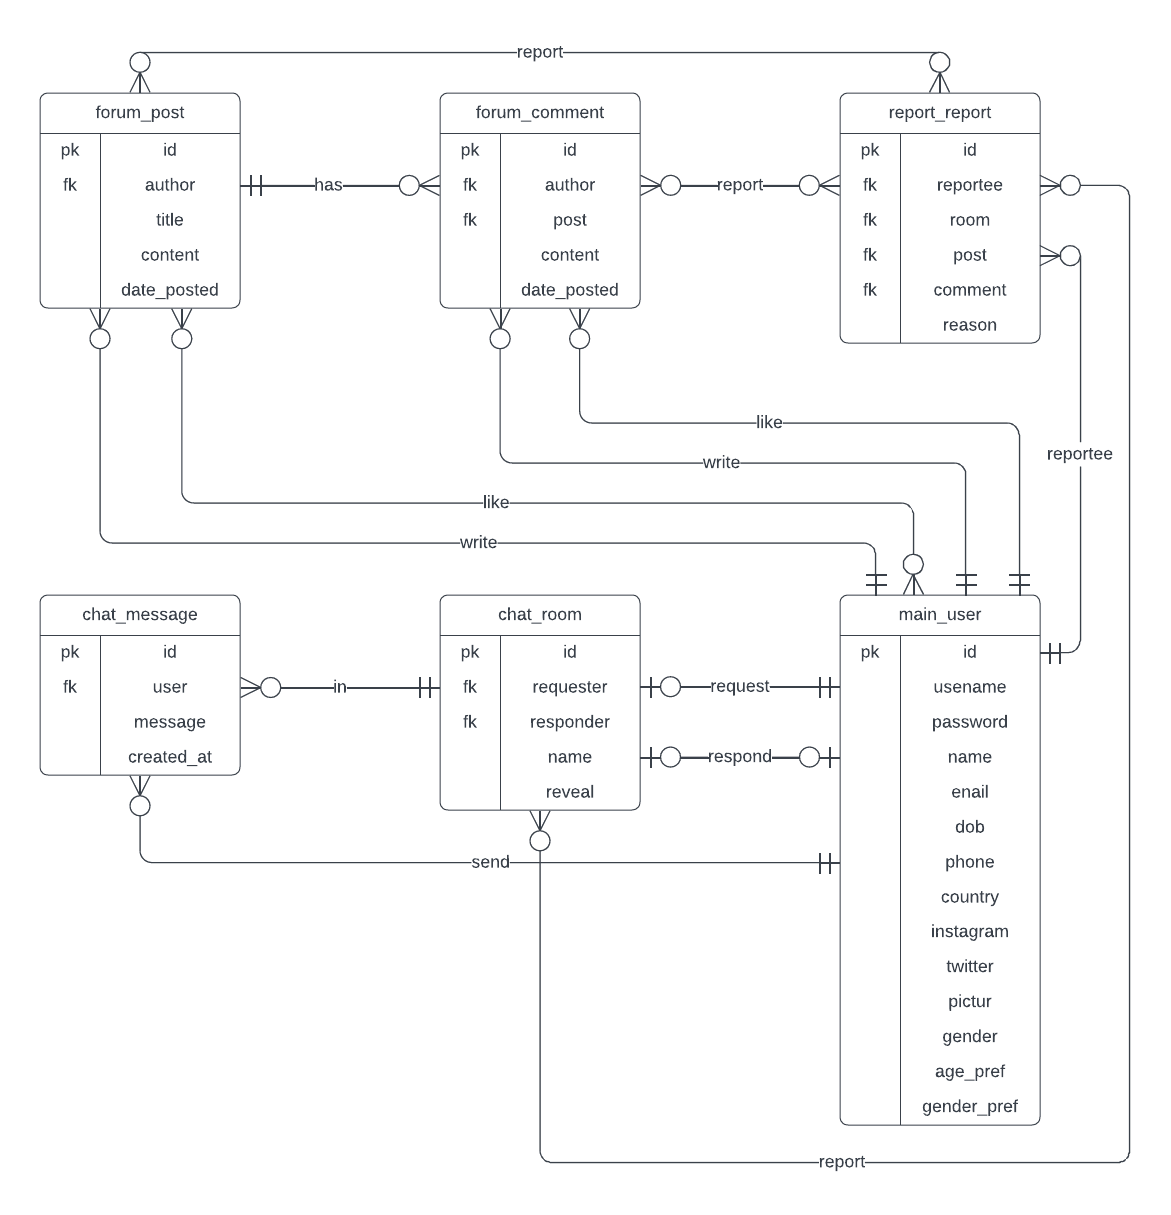 report
forum_post
pk id
fk author
title
content
date_posted
has
forum_comment
pk id
fk author
fk post
content
date_posted
report
report_report
pk id
fk reportee
fk room
fk post
fk comment
reason
like
reportee
write
like
write
chat_message
pk id
fk user
message
created_at
in
chat_room
pk id
fk requester
fk responder
name
reveal
request
respond
send
main_user
pk id
usename
password
name
enail
dob
phone
country
instagram
twitter
pictur
gender
age_pref
gender_pref
report